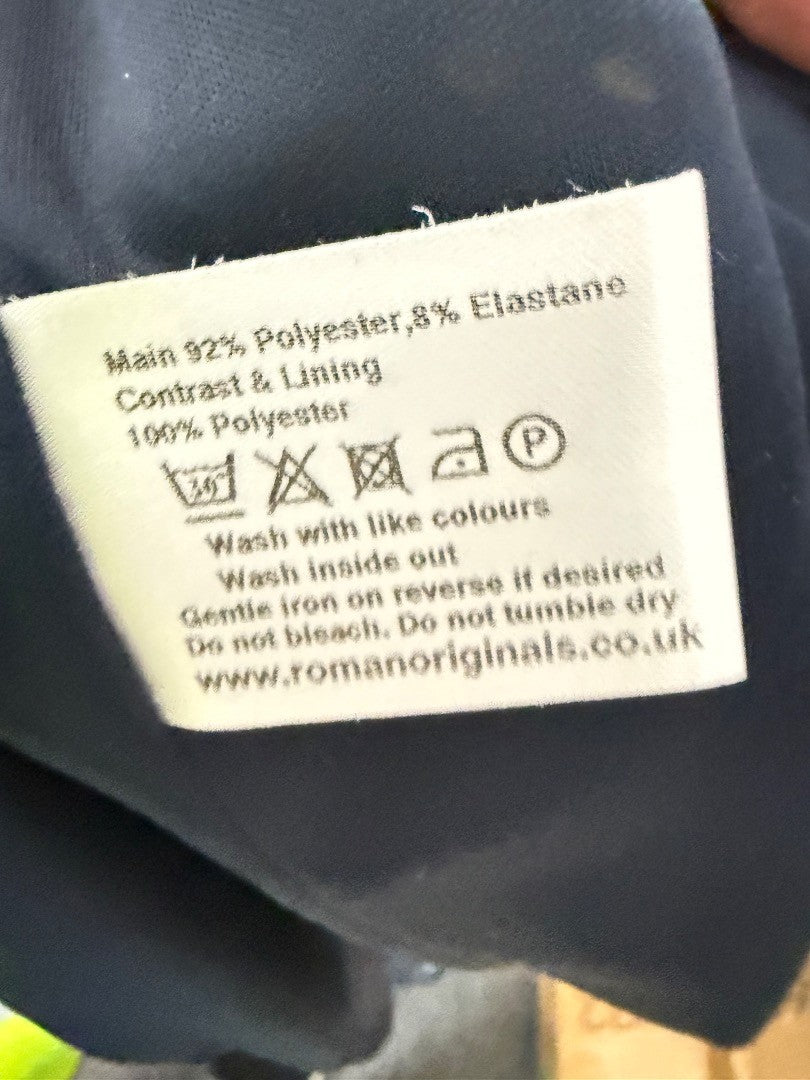 Main 92% Polyester,8% Elastane
Contrast & Lining
100% Polyester
30 P
Wash with like colours
Wash inside out
Gentle iron on reverse if desired
Do not bleach. Do not tumble dry
www.romanoriginals.co.uk